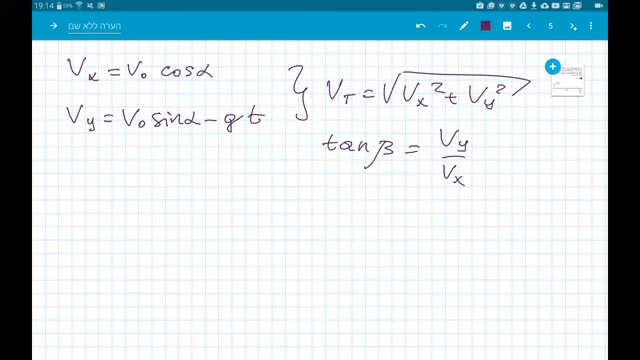 19:14
59%
הערה ללא שם
5
Vx = V₀ cosα
Vy = V₀ sinα - gt
} VT = √(Vx² + Vy²)
tanβ = Vy/Vx